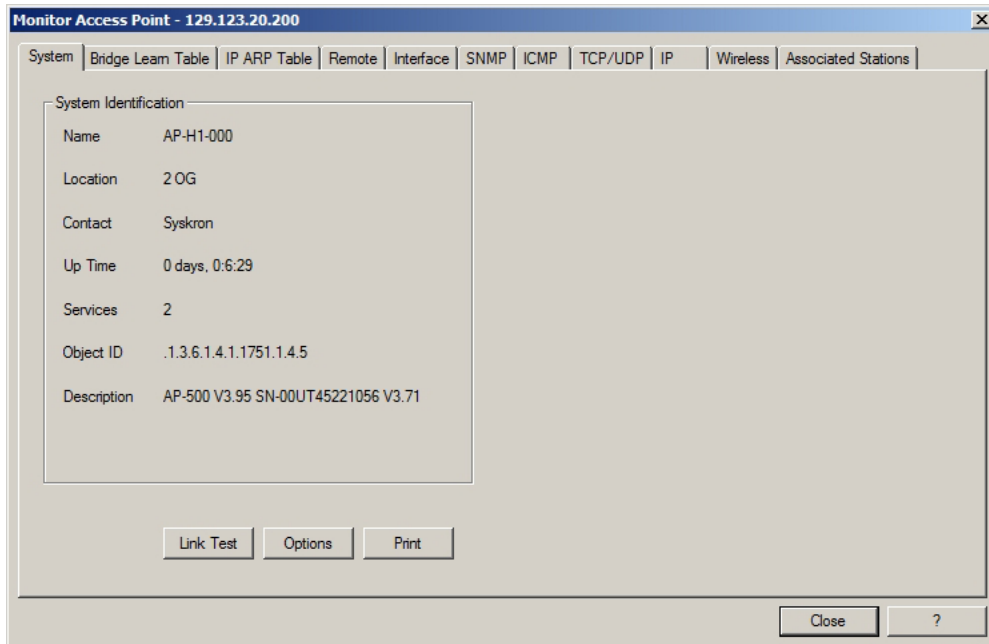 Monitor Access Point - 129.123.20.200
System Bridge Learn Table IP ARP Table Remote Interface SNMP ICMP TCP/UDP IP Wireless Associated Stations
System Identification
Name AP-H1-000
Location 2 OG
Contact Syskron
Up Time 0 days, 0:6:29
Services 2
Object ID .1.3.6.1.4.1.1751.1.4.5
Description AP-500 V3.95 SN-00UT45221056 V3.71
Link Test Options Print
Close ?